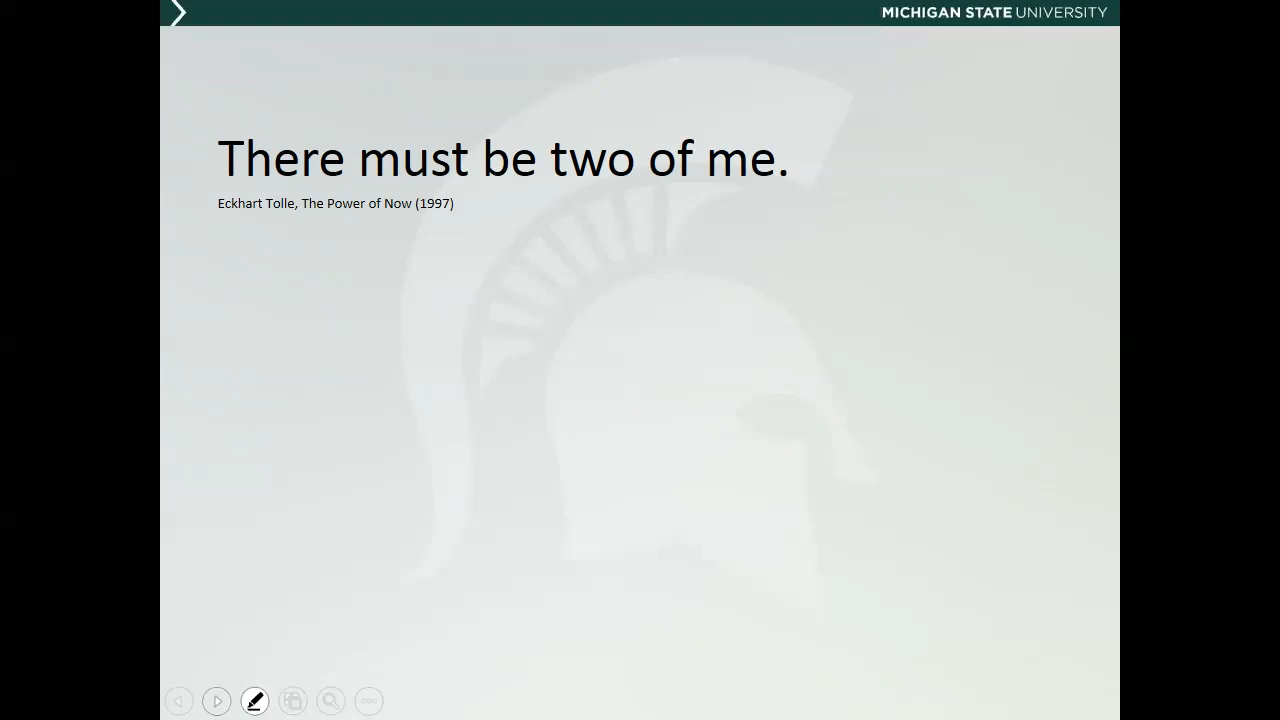 MICHIGAN STATE UNIVERSITY
There must be two of me.
Eckhart Tolle, The Power of Now (1997)